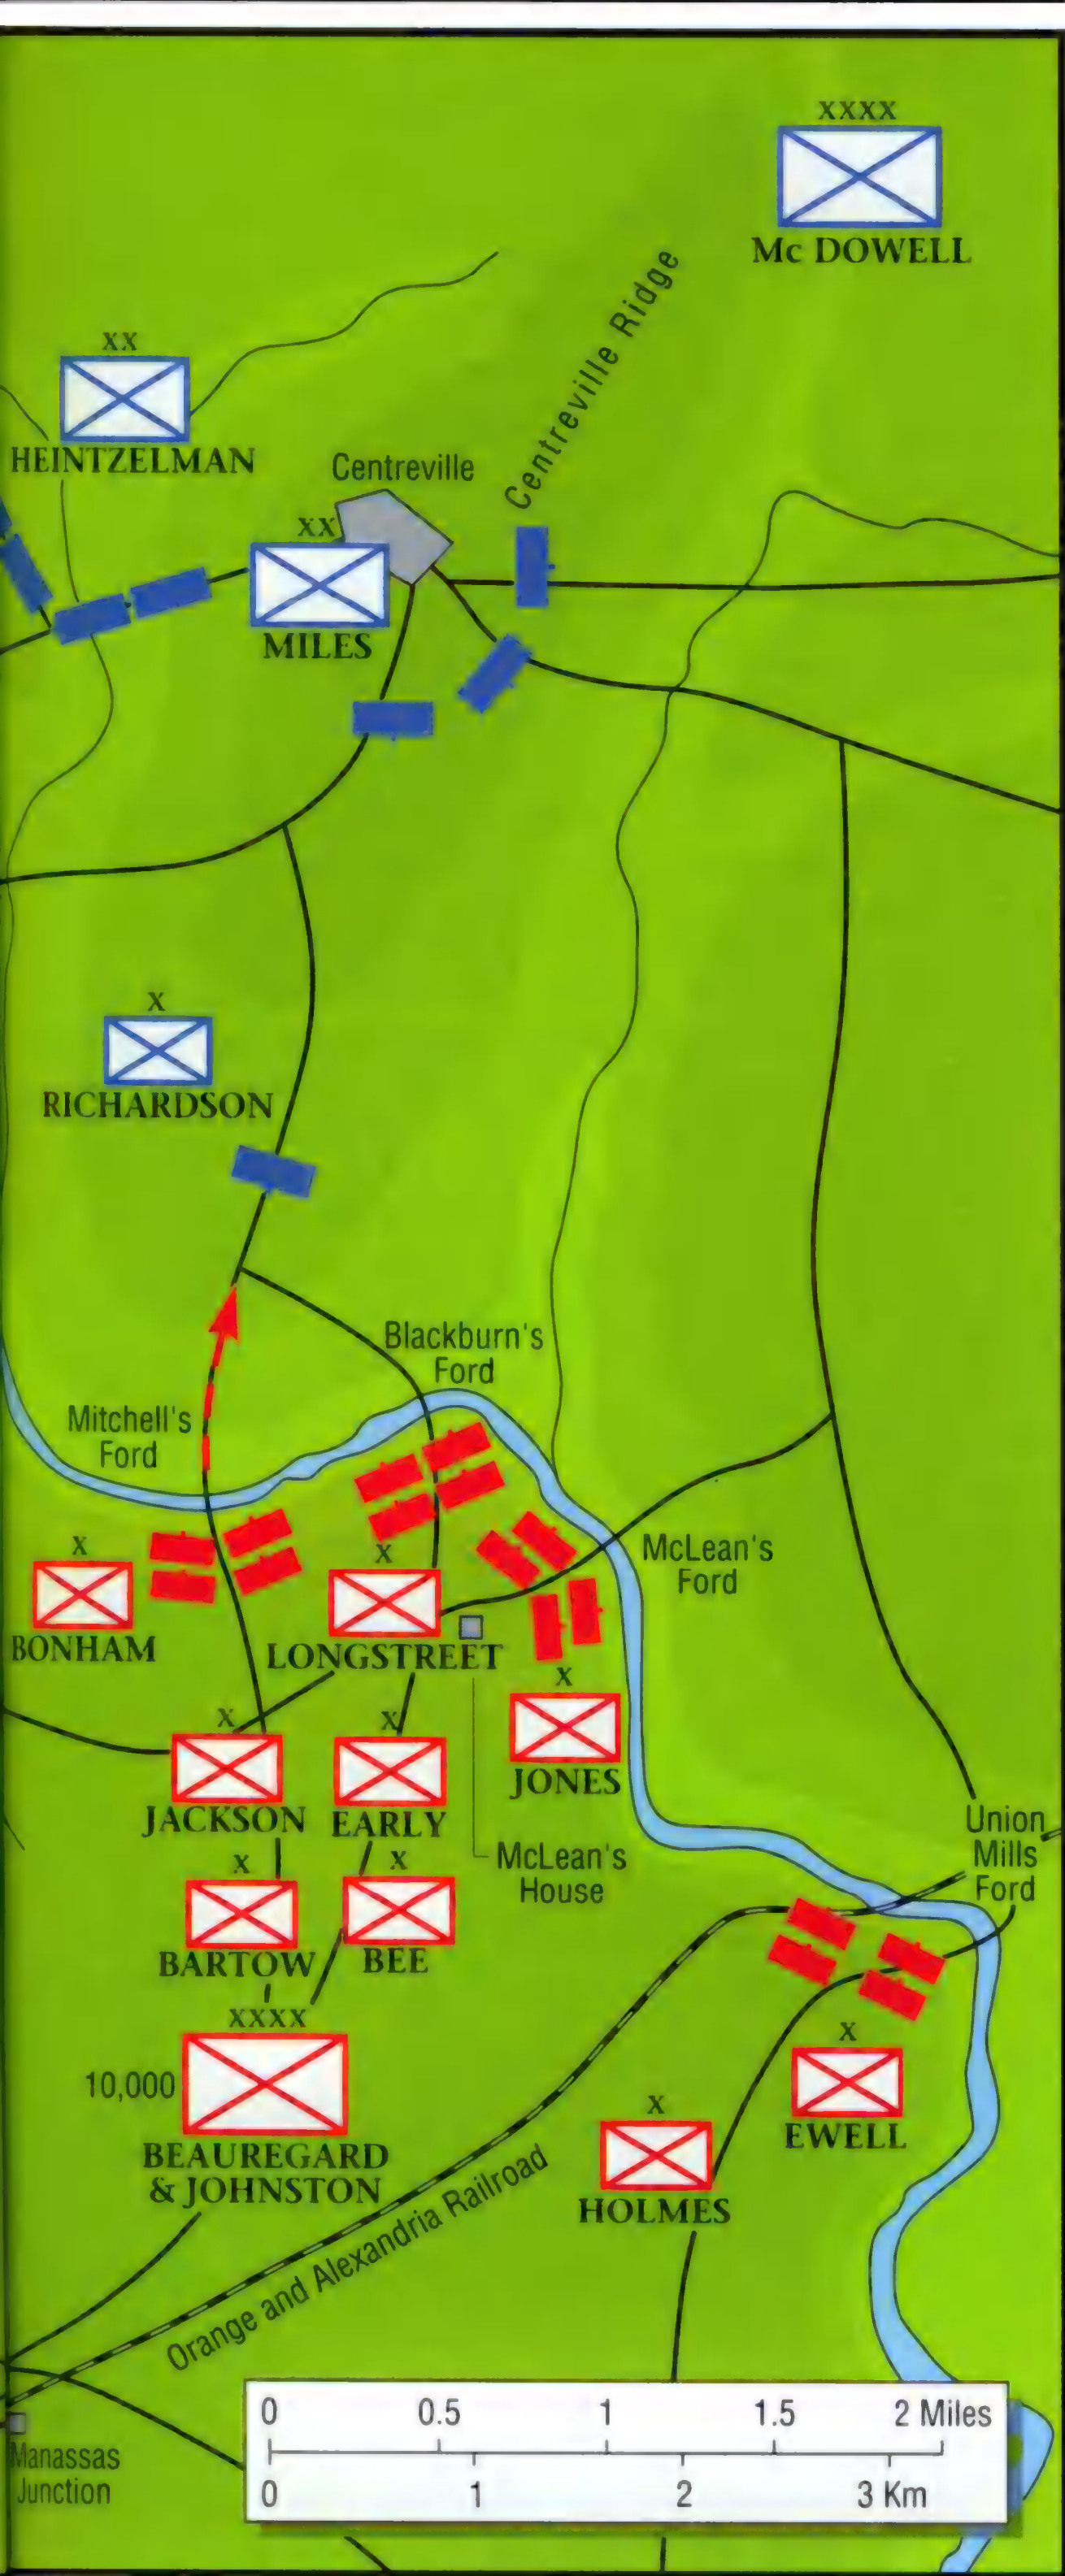 XXXX
Mc DOWELL
Centreville Ridge
XX
HEINTZELMAN
Centreville
XX
MILES
X
RICHARDSON
Blackburn's
Ford
Mitchell's
Ford
McLean's
Ford
X
BONHAM
X
LONGSTREET
X
JONES
X
JACKSON
X
EARLY
McLean's
House
Union
Mills
Ford
X
BARTOW
X
BEE
XXXX
10,000
BEAUREGARD
& JOHNSTON
X
EWELL
X
HOLMES
Orange and Alexandria Railroad
Manassas
Junction
0 0.5 1 1.5 2 Miles
0 1 2 3 Km